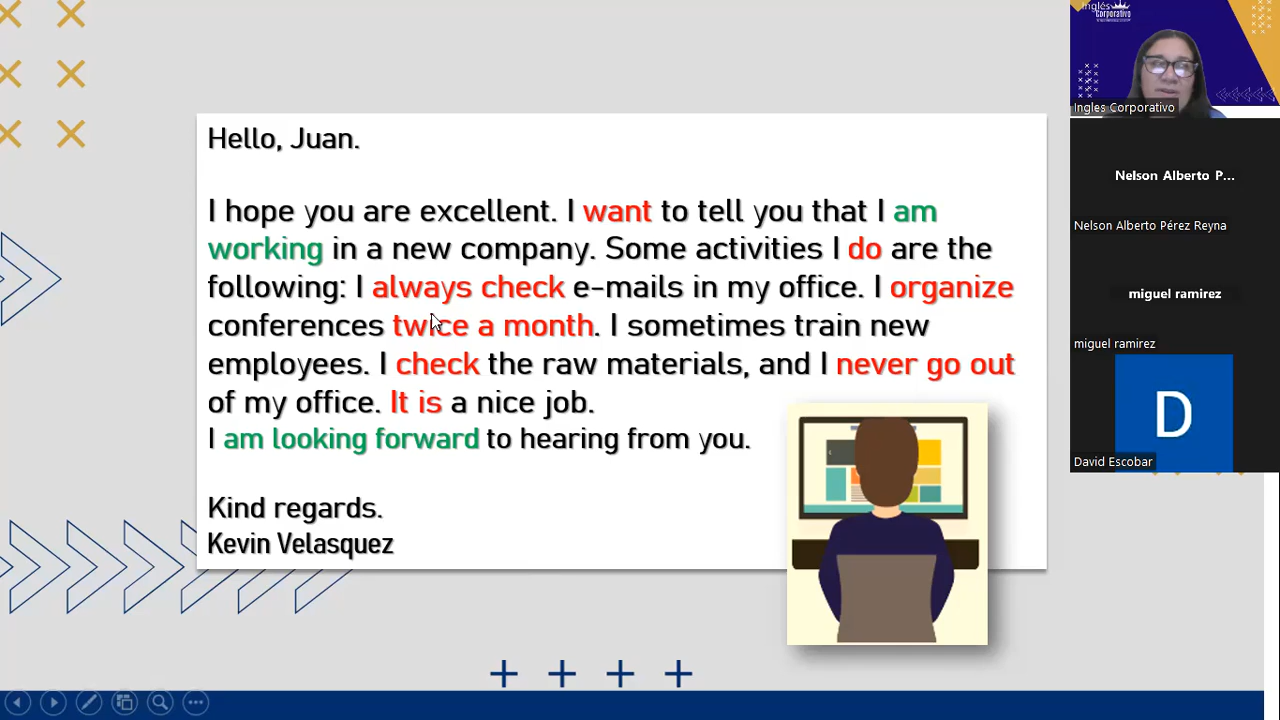 Hello, Juan.
I hope you are excellent. I want to tell you that I am
working in a new company. Some activities I do are the
following: I always check e-mails in my office. I organize
conferences twice a month. I sometimes train new
employees. I check the raw materials, and I never go out
of my office. It is a nice job.
I am looking forward to hearing from you.
Kind regards.
Kevin Velasquez
Inglés
corporativo
Ingles Corporativo
Nelson Alberto P...
Nelson Alberto Pérez Reyna
miguel ramirez
miguel ramirez
D
David Escobar